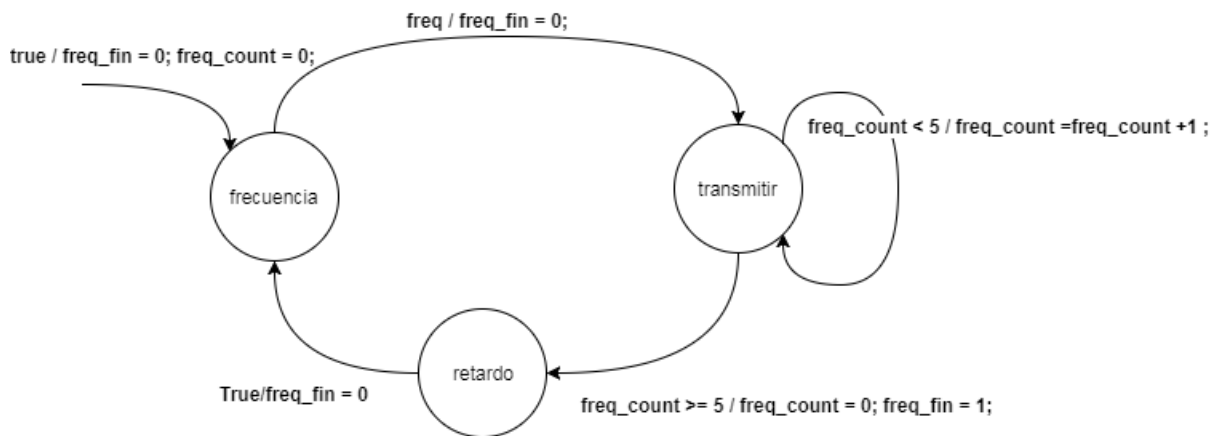 freq / freq_fin = 0;
true / freq_fin = 0; freq_count = 0;
freq_count < 5 / freq_count =freq_count +1 ;
frecuencia
transmitir
retardo
True/freq_fin = 0
freq_count >= 5 / freq_count = 0; freq_fin = 1;